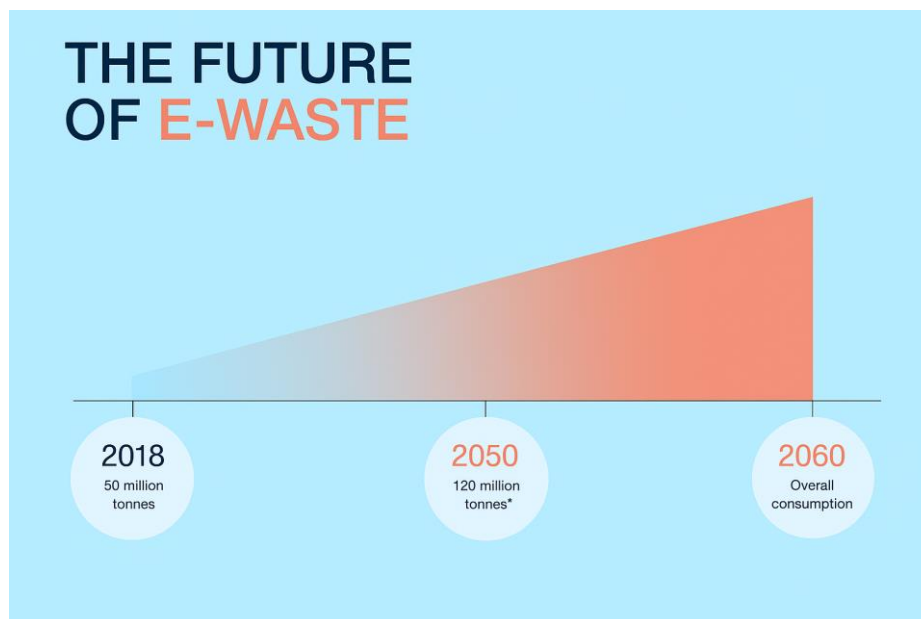 THE FUTURE
OF E-WASTE
2018
50 million
tonnes
2050
120 million
tonnes*
2060
Overall
consumption